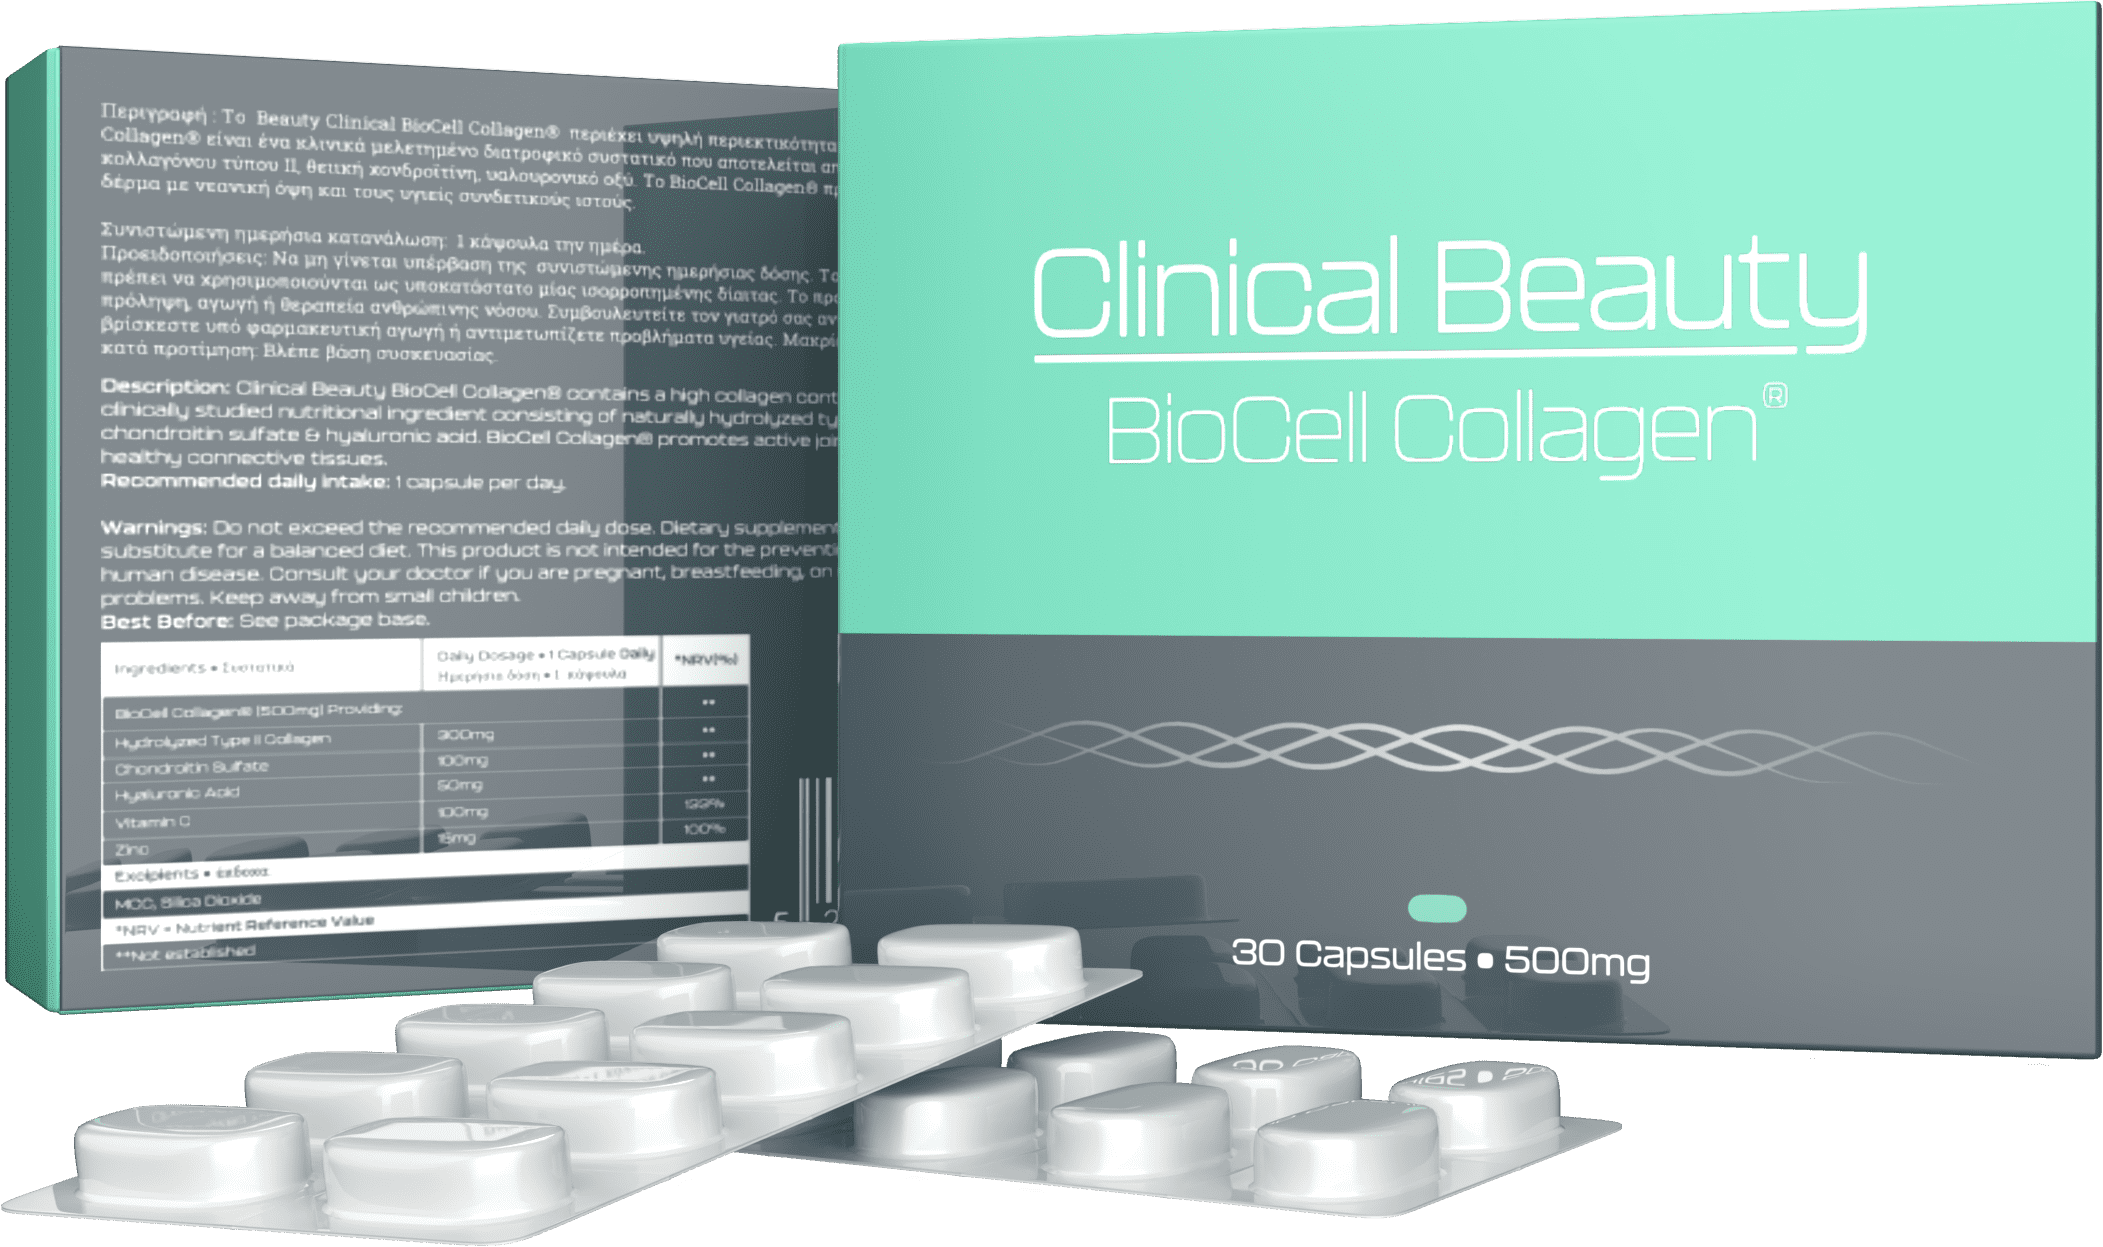 Περιγραφή : Το Beauty Clinical BioCell Collagen® περιέχει υψηλή περιεκτικότητα
Collagen® είναι ένα κλινικά μελετημένο διατροφικό συστατικό που αποτελείται απ
κολλαγόνου τύπου II, θειική χονδροϊτίνη, υαλουρονικό οξύ. Το BioCell Collagen® πρ
δέρμα με νεανική όψη και τους υγιείς συνδετικούς ιστούς.
Συνιστώμενη ημερήσια κατανάλωση: 1 κάψουλα την ημέρα.
Προειδοποιήσεις: Να μη γίνεται υπέρβαση της συνιστώμενης ημερήσιας δόσης. Το
πρέπει να χρησιμοποιούνται ως υποκατάστατο μίας ισορροπημένης δίαιτας. Το προ
πρόληψη, αγωγή ή θεραπεία ανθρώπινης νόσου. Συμβουλευτείτε τον γιατρό σας αν
βρίσκεστε υπό φαρμακευτική αγωγή ή αντιμετωπίζετε προβλήματα υγείας. Μακρι
κατά προτίμηση: Βλέπε βάση συσκευασίας.
Description: Clinical Beauty BioCell Collagen® contains a high collagen cont
clinically studied nutritional ingredient consisting of naturally hydrolyzed ty
chondroitin sulfate & hyaluronic acid. BioCell Collagen® promotes active join
healthy connective tissues.
Recommended daily intake: 1 capsule per day.
Warnings: Do not exceed the recommended daily dose. Dietary supplement
substitute for a balanced diet. This product is not intended for the preventi
human disease. Consult your doctor if you are pregnant, breastfeeding, on
problems. Keep away from small children.
Best Before: See package base.
Ingredients • Συστατικά
Daily Dosage • 1 Capsule Daily
Ημερήσια δόση • 1 κάψουλα
*NRV(%)
BioCell Collagen® (500mg) Providing: **
Hydrolyzed Type II Collagen 300mg **
Chondroitin Sulfate 100mg **
Hyaluronic Acid 50mg **
Vitamin C 100mg
Zinc 15mg 100%
Excipients • έκδοχα
MCC, Silica Dioxide
*NRV = Nutrient Reference Value
**Not established
5 2
Clinical Beauty
BioCell Collagen®
30 Capsules • 500mg